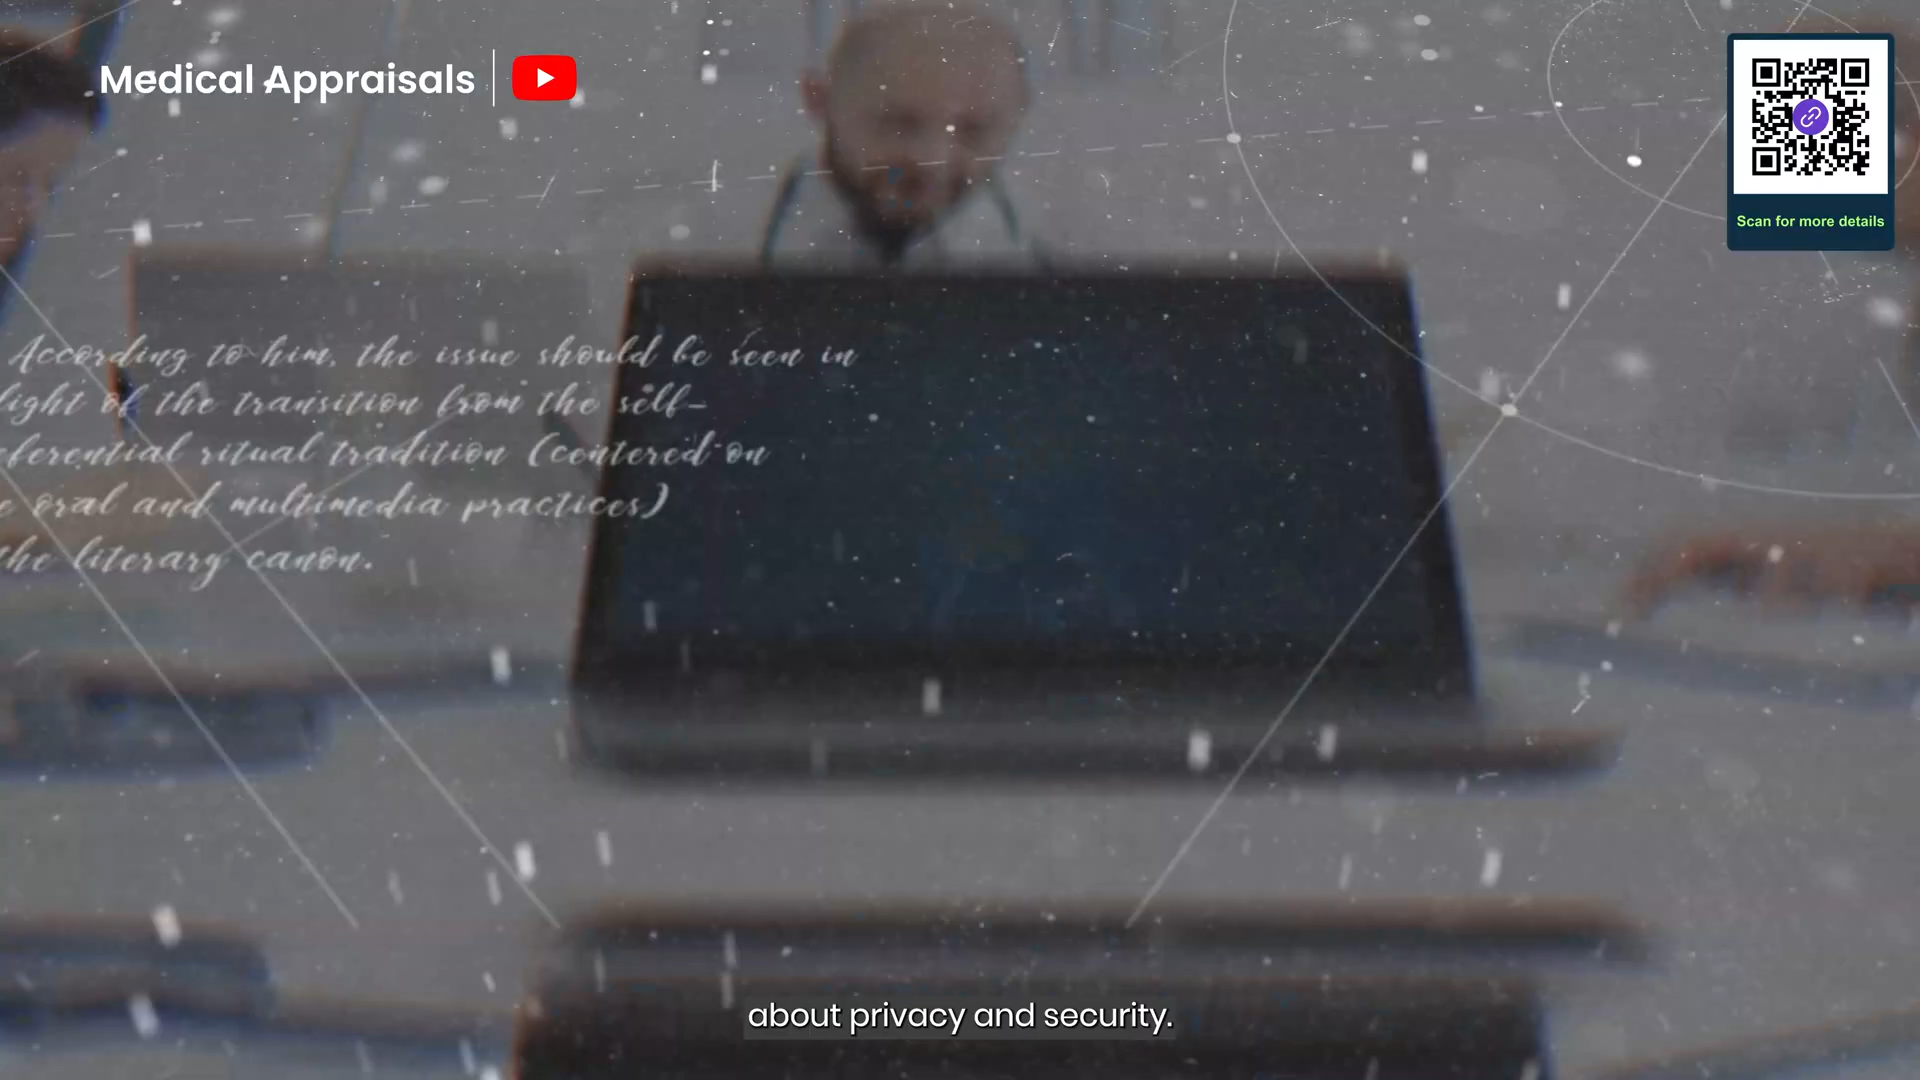 Medical Appraisals
Scan for more details
According to him, the issue should be seen in
light of the transition from the self-
ferential ritual tradition (centered on
e oral and multimedia practices)
the literary canon.
about privacy and security.